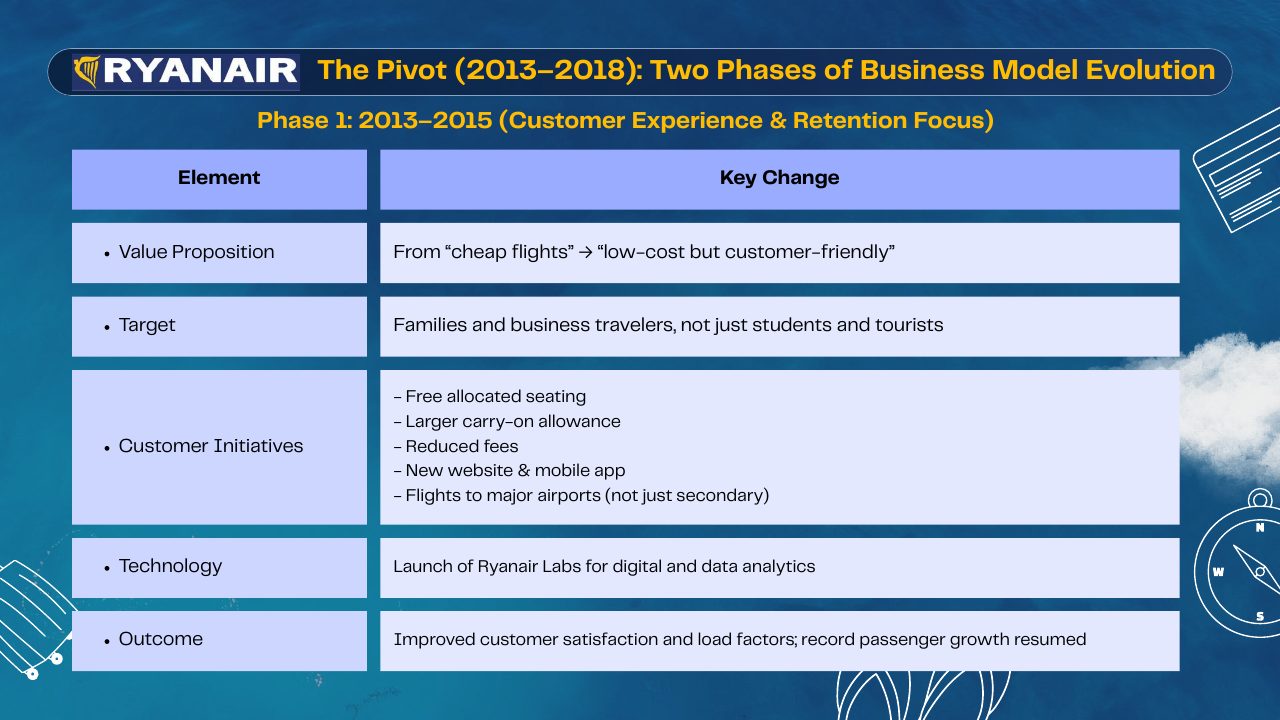 RYANAIR The Pivot (2013–2018): Two Phases of Business Model Evolution
Phase 1: 2013–2015 (Customer Experience & Retention Focus)
Element
Key Change
• Value Proposition
From “cheap flights” → “low-cost but customer-friendly”
• Target
Families and business travelers, not just students and tourists
• Customer Initiatives
- Free allocated seating
- Larger carry-on allowance
- Reduced fees
- New website & mobile app
- Flights to major airports (not just secondary)
• Technology
Launch of Ryanair Labs for digital and data analytics
• Outcome
Improved customer satisfaction and load factors; record passenger growth resumed
N
W
S